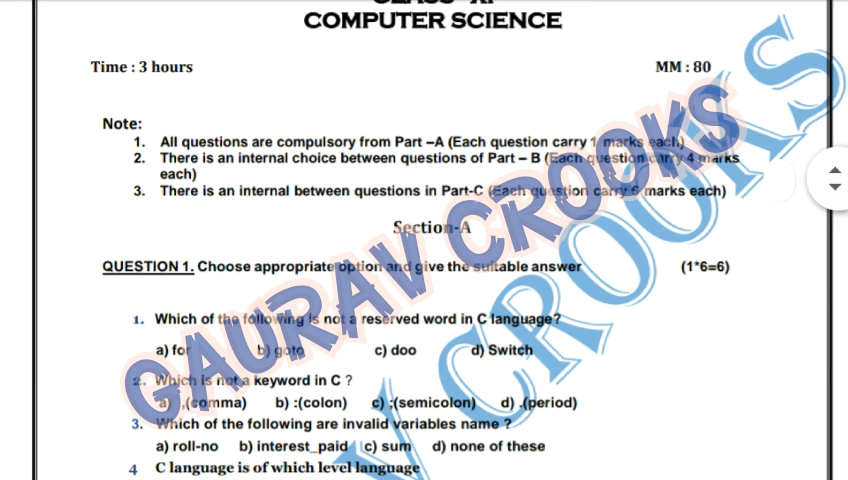 COMPUTER SCIENCE
Time : 3 hours MM : 80
Note:
1. All questions are compulsory from Part –A (Each question carry 1 marks each)
2. There is an internal choice between questions of Part – B (Each question carry 4 marks
each)
3. There is an internal between questions in Part-C (Each question carry 6 marks each)
Section-A
QUESTION 1. Choose appropriate option and give the suitable answer (1*6=6)
1. Which of the following is not a reserved word in C language?
a) for b) goto c) doo d) Switch
2. Which is not a keyword in C ?
a) ,(comma) b) :(colon) c) ;(semicolon) d) .(period)
3. Which of the following are invalid variables name ?
a) roll-no b) interest_paid c) sum d) none of these
4 C language is of which level language
GAURAV CROOKS
V CROOKS